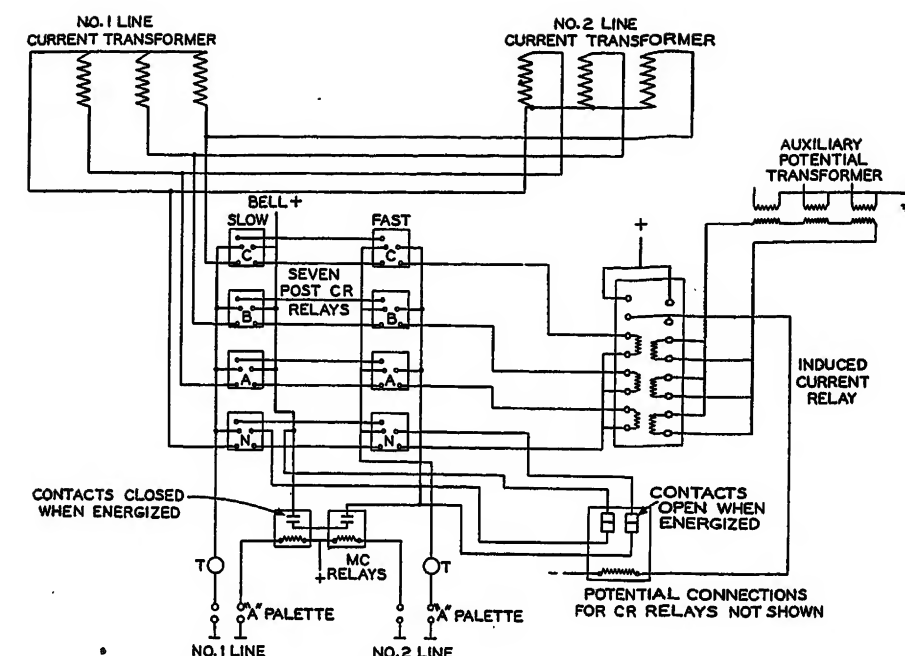 NO. 1 LINE
CURRENT TRANSFORMER
NO. 2 LINE
CURRENT TRANSFORMER
AUXILIARY
POTENTIAL
TRANSFORMER
BELL+
SLOW
FAST
+
C
C
SEVEN
POST CR
RELAYS
B
B
A
A
INDUCED
CURRENT
RELAY
N
N
CONTACTS CLOSED
WHEN ENERGIZED
CONTACTS
OPEN WHEN
ENERGIZED
T
+
MC
RELAYS
T
-
POTENTIAL CONNECTIONS
FOR CR RELAYS NOT SHOWN
"A" PALETTE
"A" PALETTE
NO. 1 LINE
NO. 2 LINE